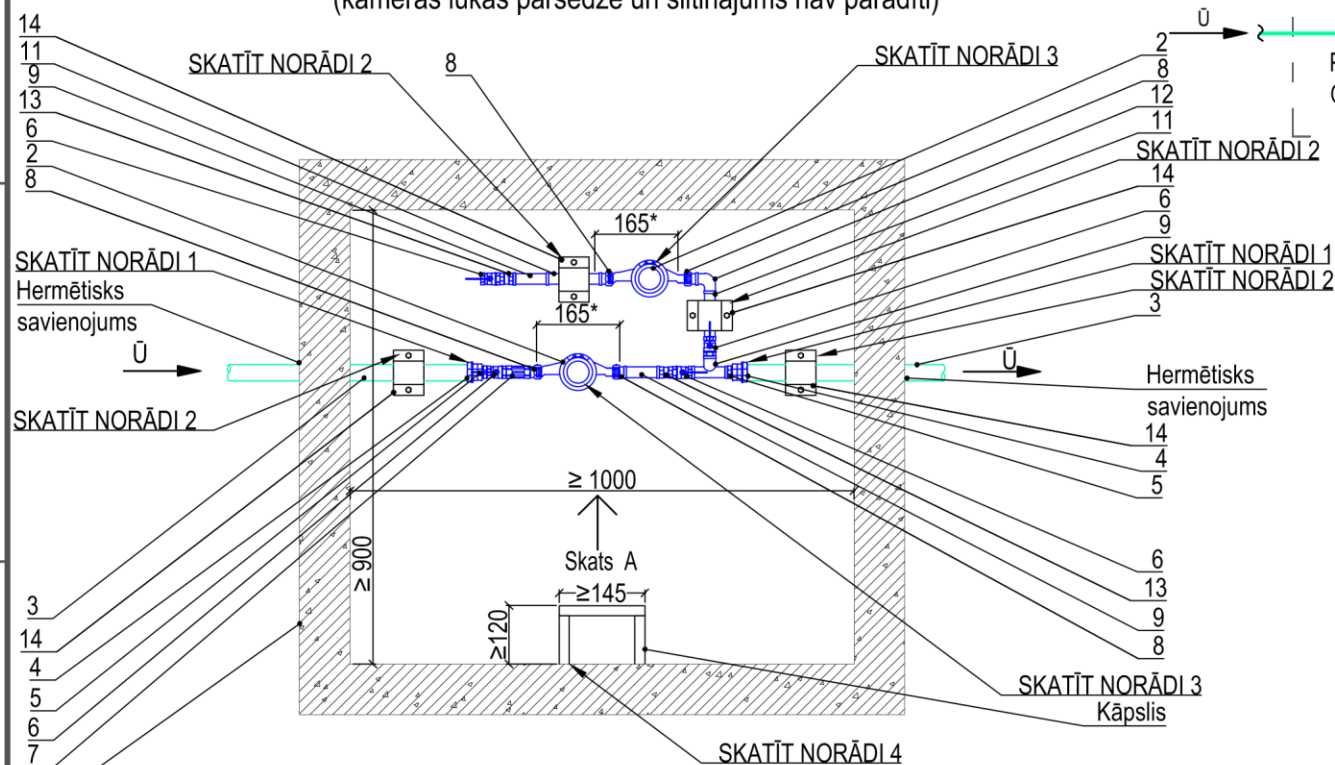 (kameras lūkas pārsedze un siltinājums nav parādīti)
14
11
9
13
6
2
8
SKATĪT NORĀDI 2
8
SKATĪT NORĀDI 3
2
8
12
11
SKATĪT NORĀDI 2
14
6
9
SKATĪT NORĀDI 1
SKATĪT NORĀDI 2
3
Ū
165*
165*
SKATĪT NORĀDI 1
Hermētisks
savienojums
Ū
SKATĪT NORĀDI 2
Ū
Hermētisks
savienojums
14
4
5
≥ 1000
≥ 900
Skats A
≥145
≥120
6
13
9
8
3
14
4
5
6
7
SKATĪT NORĀDI 3
Kāpslis
SKATĪT NORĀDI 4